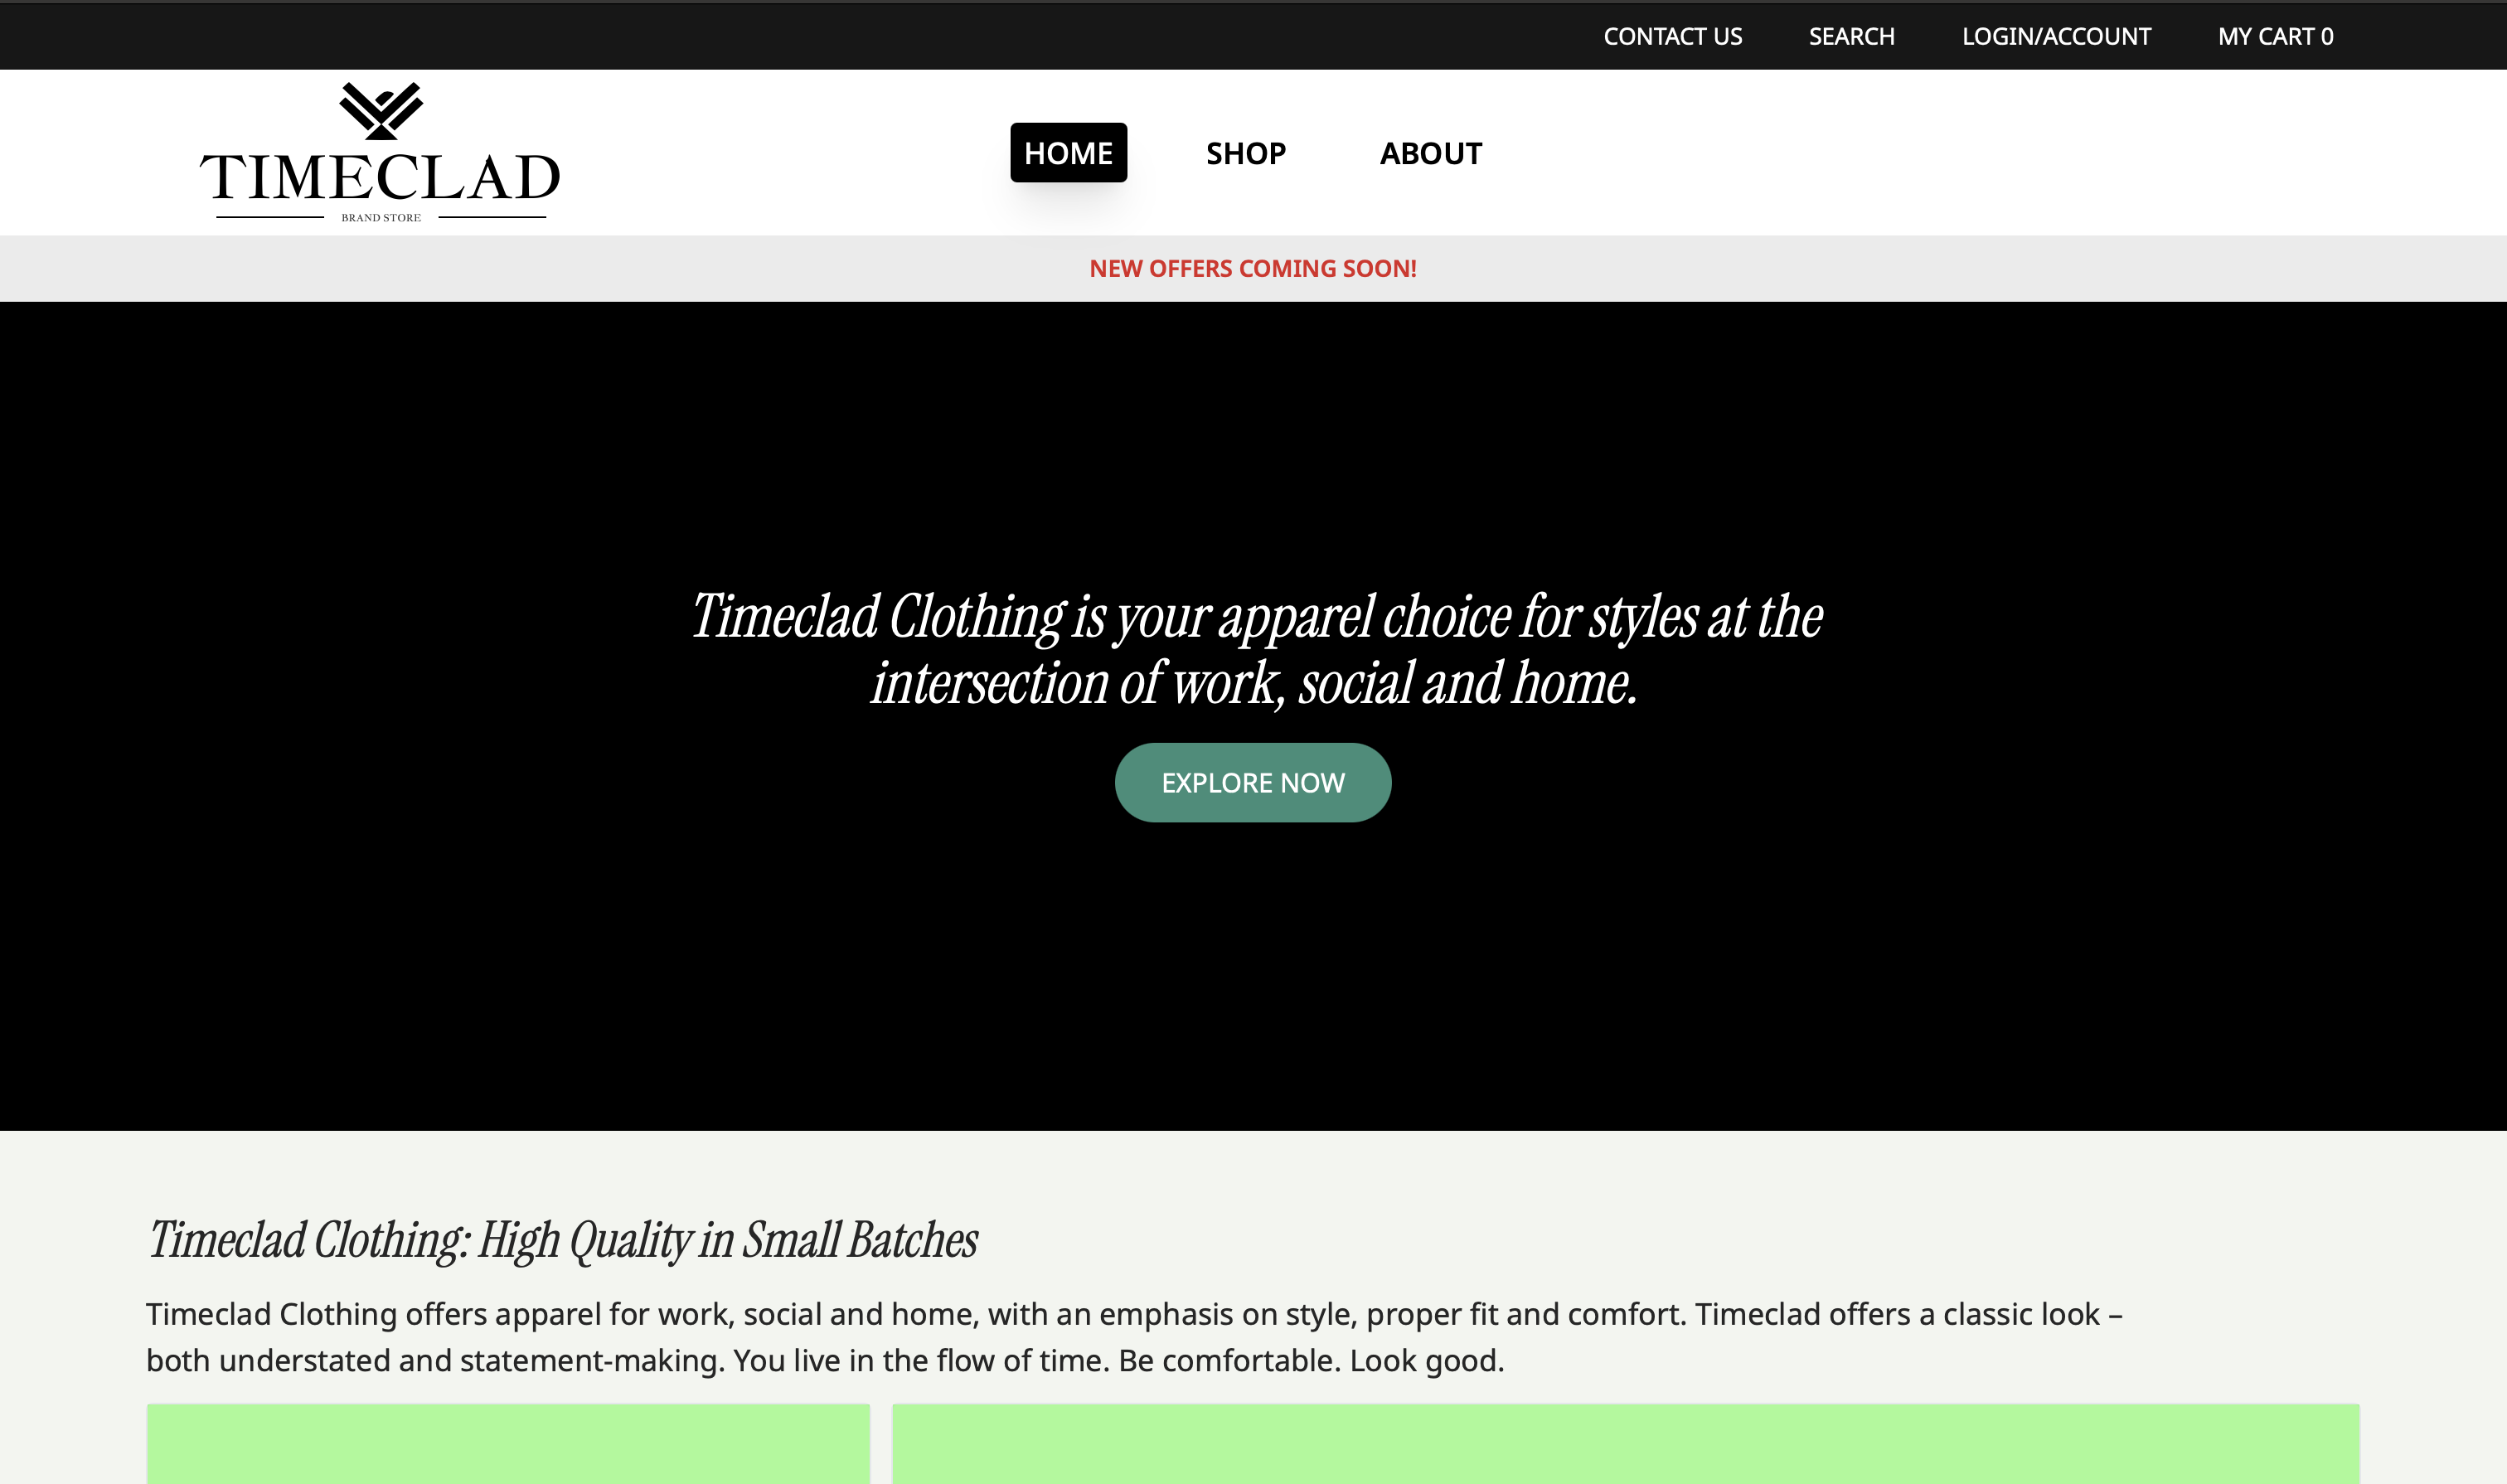 CONTACT US SEARCH LOGIN/ACCOUNT MY CART 0
TIMECLAD
BRAND STORE
HOME SHOP ABOUT
NEW OFFERS COMING SOON!
Timeclad Clothing is your apparel choice for styles at the
intersection of work, social and home.
EXPLORE NOW
Timeclad Clothing: High Quality in Small Batches
Timeclad Clothing offers apparel for work, social and home, with an emphasis on style, proper fit and comfort. Timeclad offers a classic look –
both understated and statement-making. You live in the flow of time. Be comfortable. Look good.